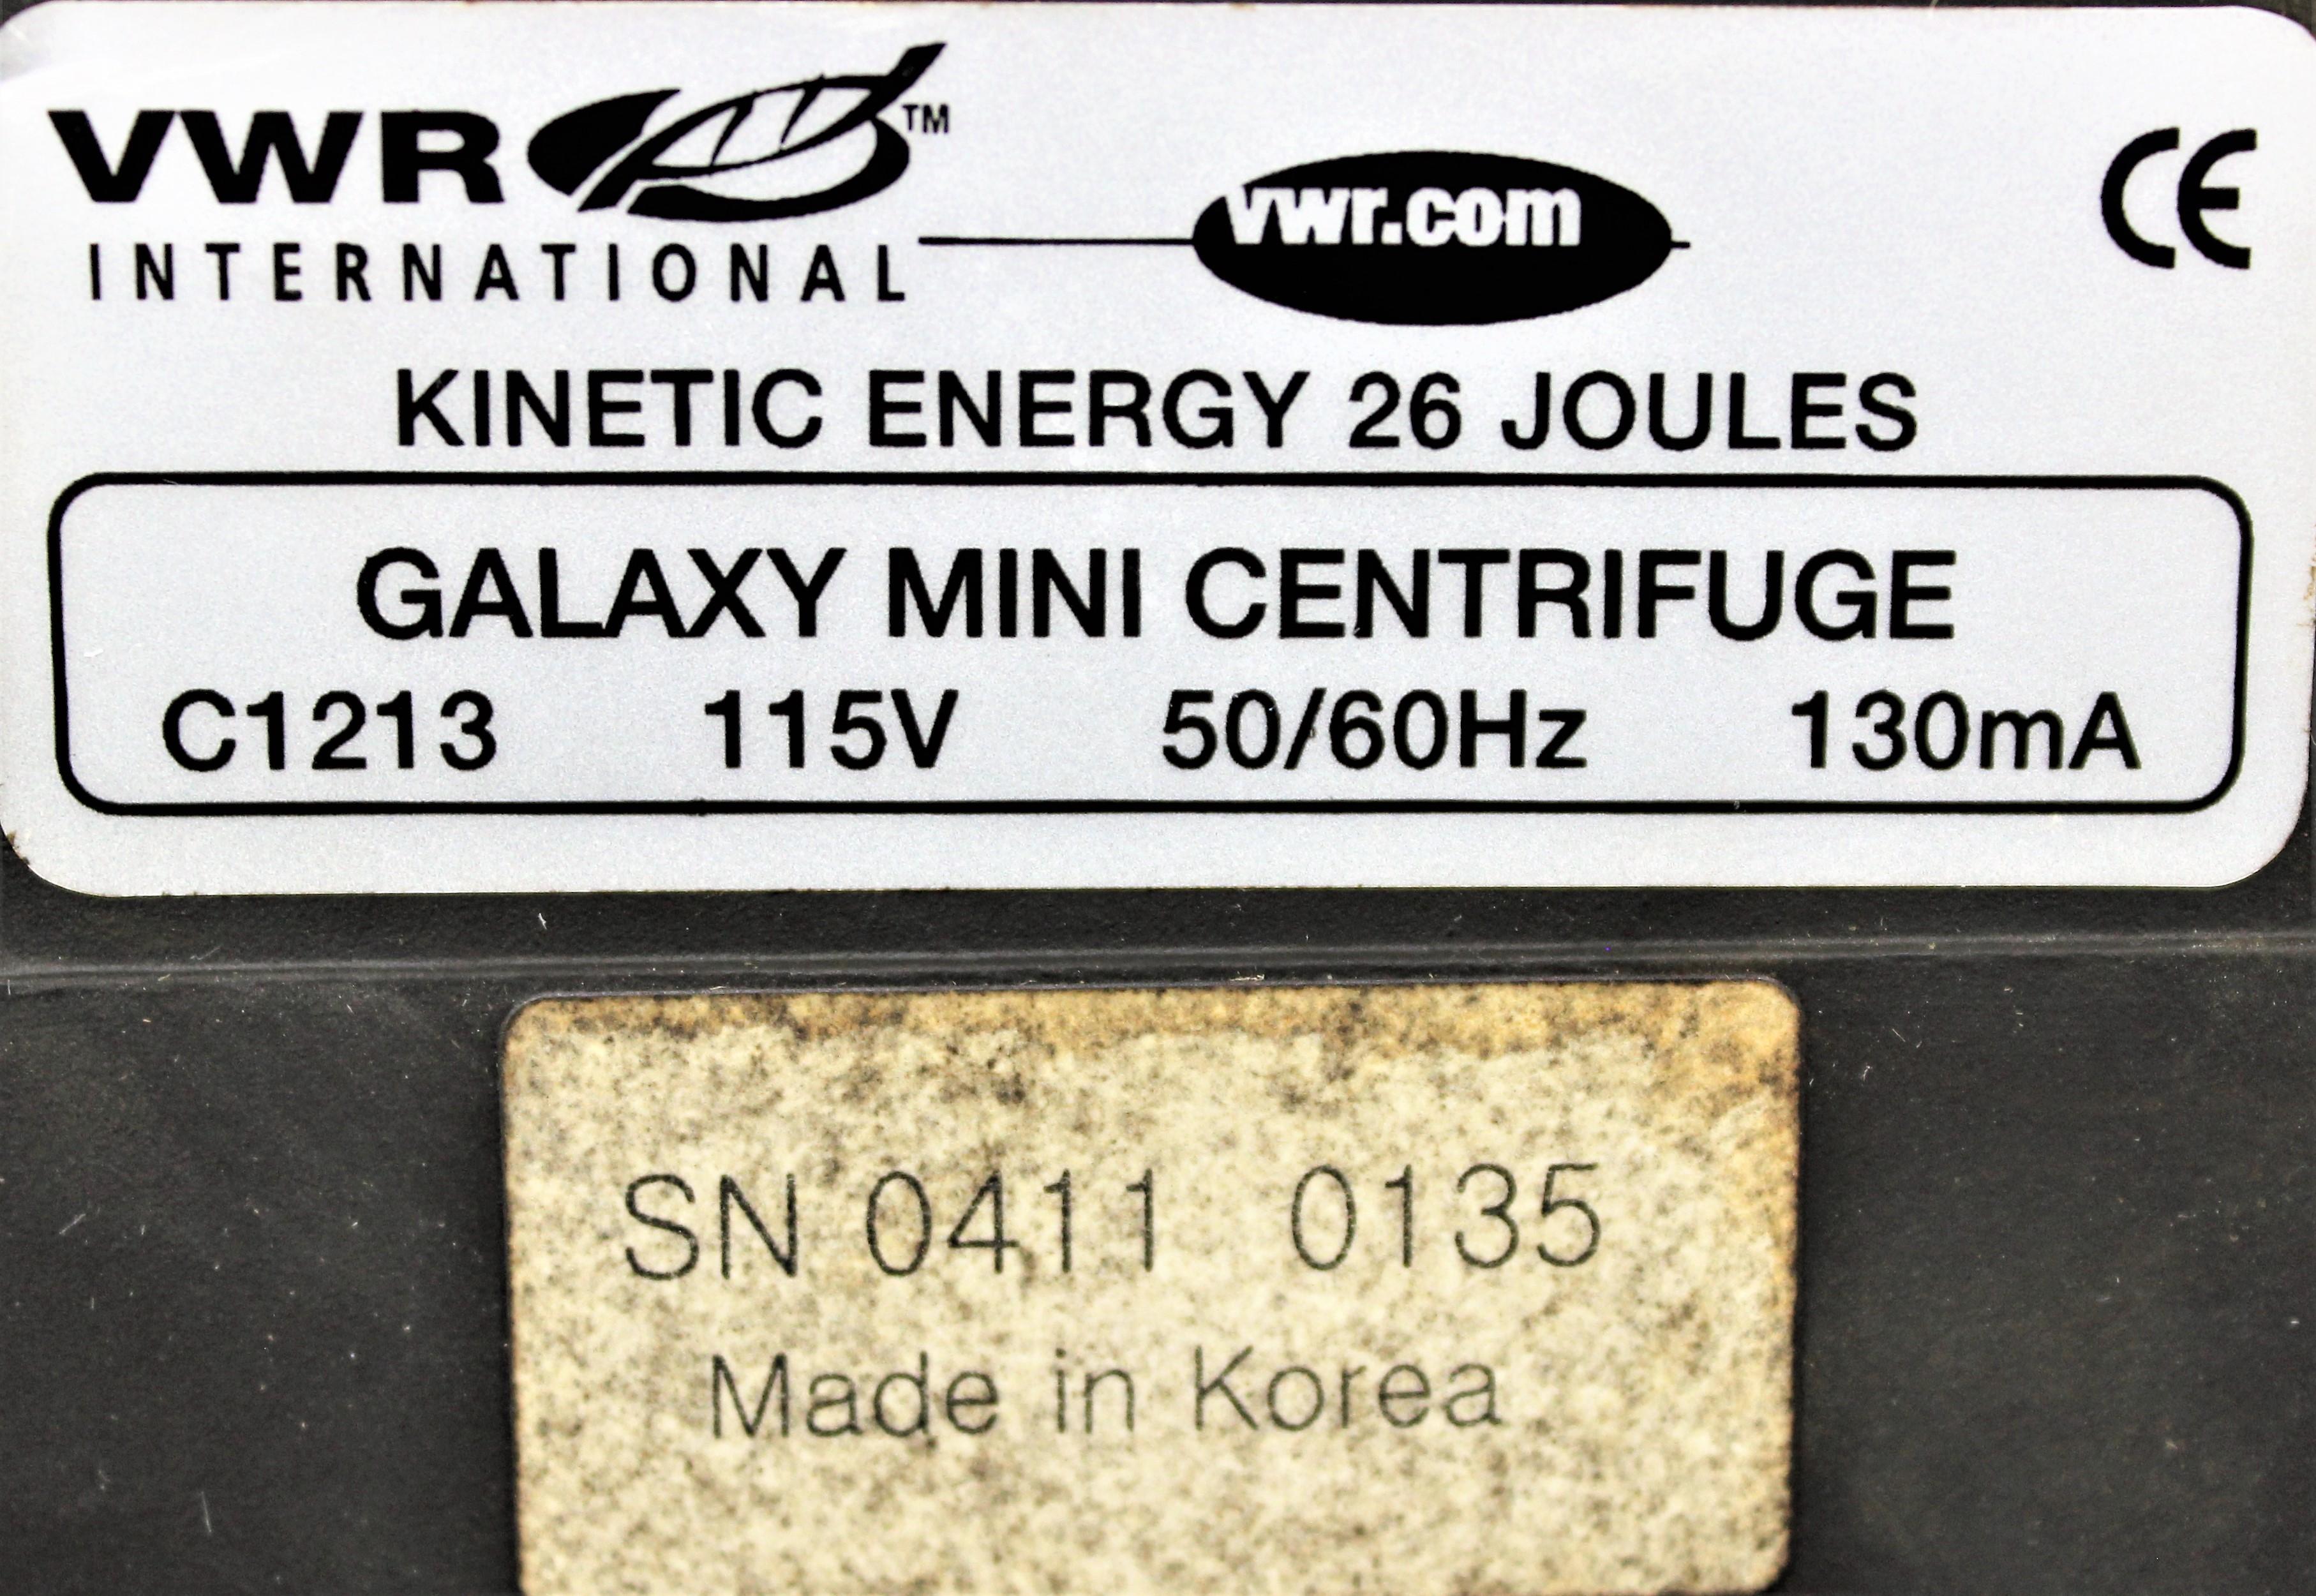 VWR™
INTERNATIONAL
vwr.com
CE
KINETIC ENERGY 26 JOULES
GALAXY MINI CENTRIFUGE
C1213 115V 50/60Hz 130mA
SN 0411 0135
Made in Korea